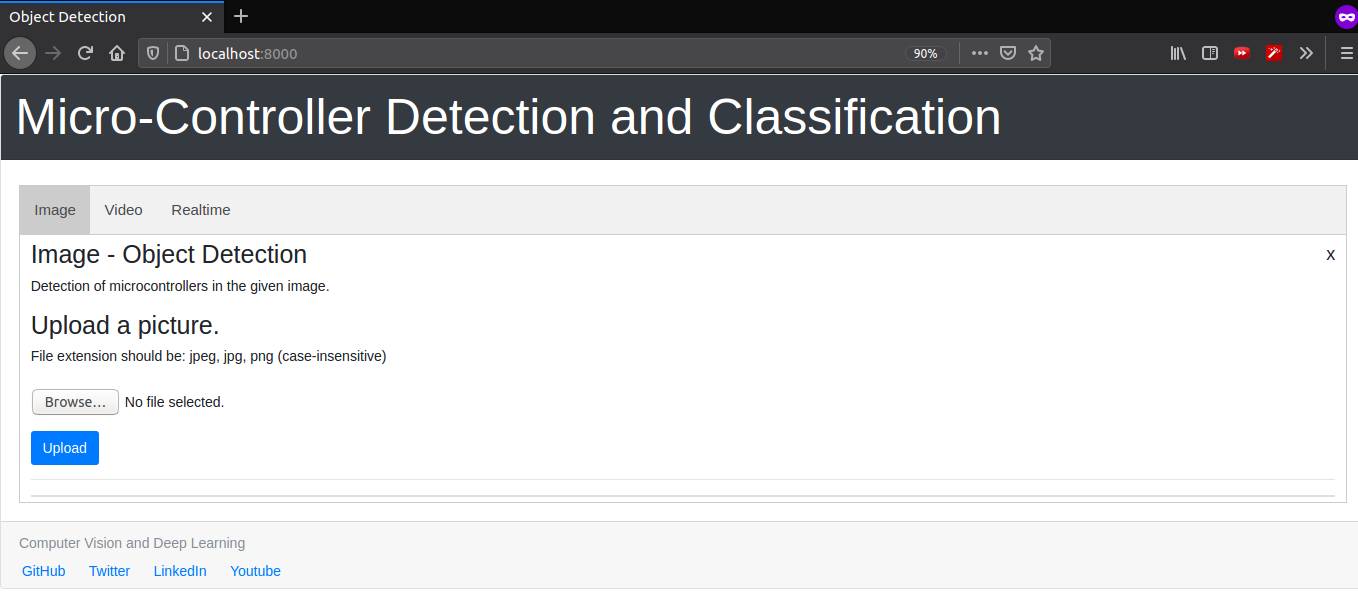 Object Detection
localhost:8000
90%
Micro-Controller Detection and Classification
Image Video Realtime
Image - Object Detection x
Detection of microcontrollers in the given image.
Upload a picture.
File extension should be: jpeg, jpg, png (case-insensitive)
Browse... No file selected.
Upload
Computer Vision and Deep Learning
GitHub Twitter LinkedIn Youtube